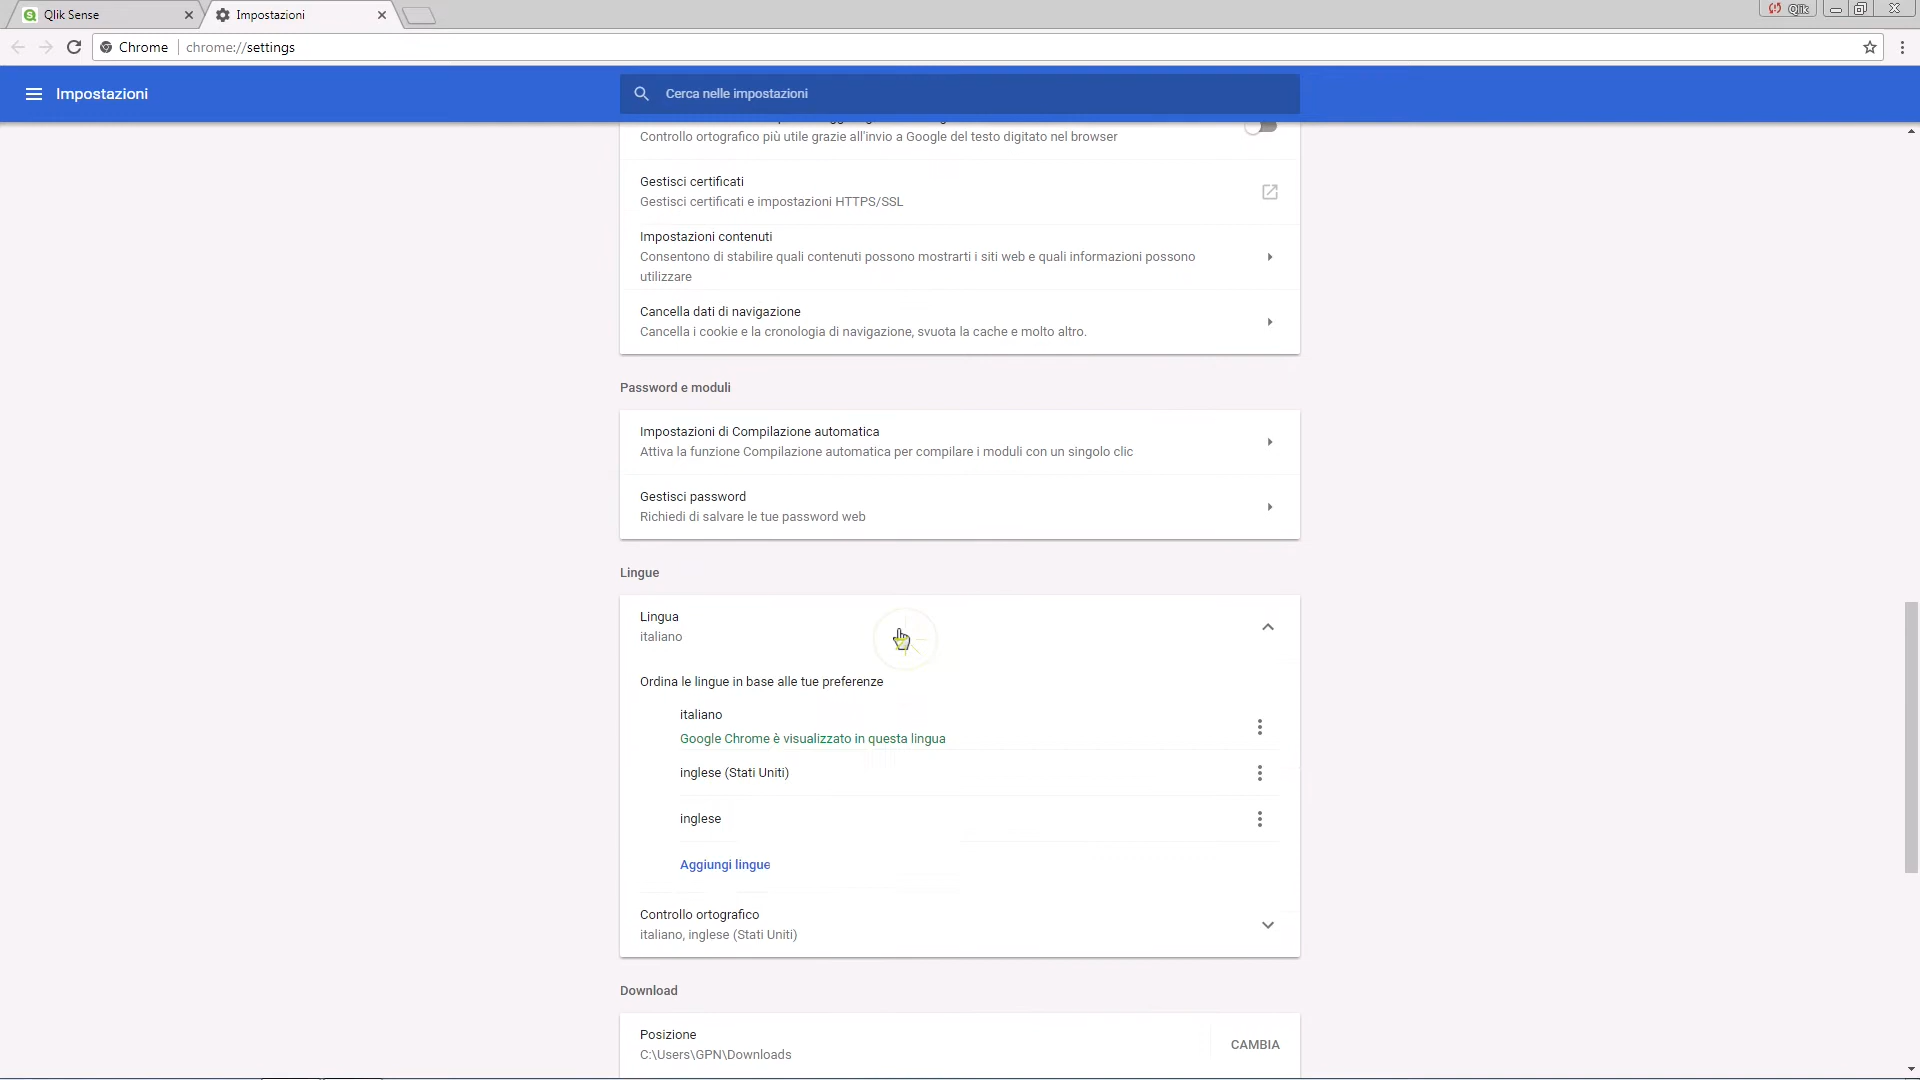 Qlik Sense
Impostazioni
Qlik
Chrome
chrome://settings
Impostazioni
Cerca nelle impostazioni
Controllo ortografico più utile grazie all'invio a Google del testo digitato nel browser
Gestisci certificati
Gestisci certificati e impostazioni HTTPS/SSL
Impostazioni contenuti
Consentono di stabilire quali contenuti possono mostrarti i siti web e quali informazioni possono
utilizzare
Cancella dati di navigazione
Cancella i cookie e la cronologia di navigazione, svuota la cache e molto altro.
Password e moduli
Impostazioni di Compilazione automatica
Attiva la funzione Compilazione automatica per compilare i moduli con un singolo clic
Gestisci password
Richiedi di salvare le tue password web
Lingue
Lingua
italiano
Ordina le lingue in base alle tue preferenze
italiano
Google Chrome è visualizzato in questa lingua
inglese (Stati Uniti)
inglese
Aggiungi lingue
Controllo ortografico
italiano, inglese (Stati Uniti)
Download
Posizione
C:\Users\GPN\Downloads
CAMBIA